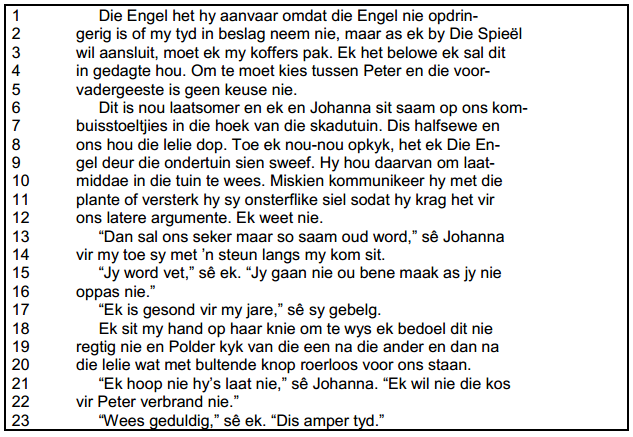 1 Die Engel het hy aanvaar omdat die Engel nie opdrin-
2 gerig is of my tyd in beslag neem nie, maar as ek by Die Spieël
3 wil aansluit, moet ek my koffers pak. Ek het belowe ek sal dit
4 in gedagte hou. Om te moet kies tussen Peter en die voor-
5 vadergeeste is geen keuse nie.
6 Dit is nou laatsomer en ek en Johanna sit saam op ons kom-
7 buisstoeltjies in die hoek van die skadutuin. Dis halfsewe en
8 ons hou die lelie dop. Toe ek nou-nou opkyk, het ek Die En-
9 gel deur die ondertuin sien sweef. Hy hou daarvan om laat-
10 middae in die tuin te wees. Miskien kommunikeer hy met die
11 plante of versterk hy sy onsterflike siel sodat hy krag het vir
12 ons latere argumente. Ek weet nie.
13 “Dan sal ons seker maar so saam oud word,” sê Johanna
14 vir my toe sy met ’n steun langs my kom sit.
15 “Jy word vet,” sê ek. “Jy gaan nie ou bene maak as jy nie
16 oppas nie.”
17 “Ek is gesond vir my jare,” sê sy gebelg.
18 Ek sit my hand op haar knie om te wys ek bedoel dit nie
19 regtig nie en Polder kyk van die een na die ander en dan na
20 die lelie wat met bultende knop roerloos voor ons staan.
21 “Ek hoop nie hy’s laat nie,” sê Johanna. “Ek wil nie die kos
22 vir Peter verbrand nie.”
23 “Wees geduldig,” sê ek. “Dis amper tyd.”